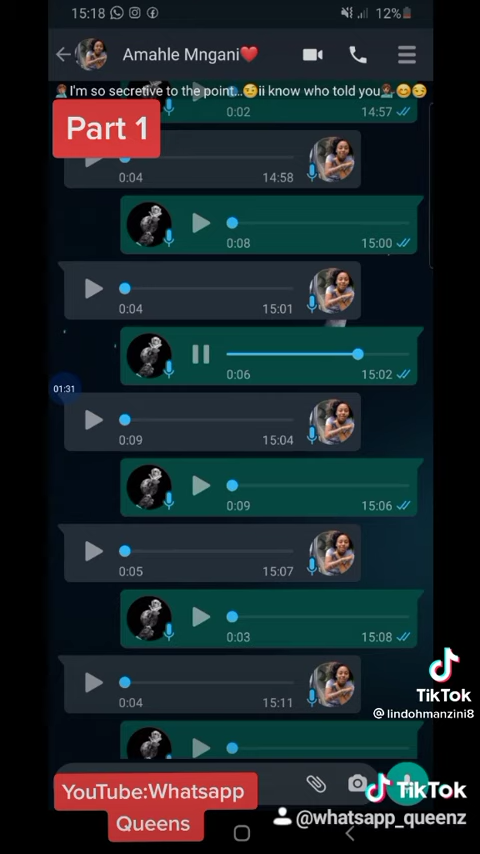 15:18 12%
Amahle Mngani❤️
🤦🏾‍♀️I'm so secretive to the point...😏ii know who told you💁🏾‍♀️😊😏
0:02 14:57
Part 1
0:04 14:58
0:08 15:00
0:04 15:01
0:06 15:02
01:31
0:09 15:04
0:09 15:06
0:05 15:07
0:03 15:08
0:04 15:11
TikTok
@lindohmanzini8
YouTube:Whatsapp
Queens
TikTok
@whatsapp_queenz